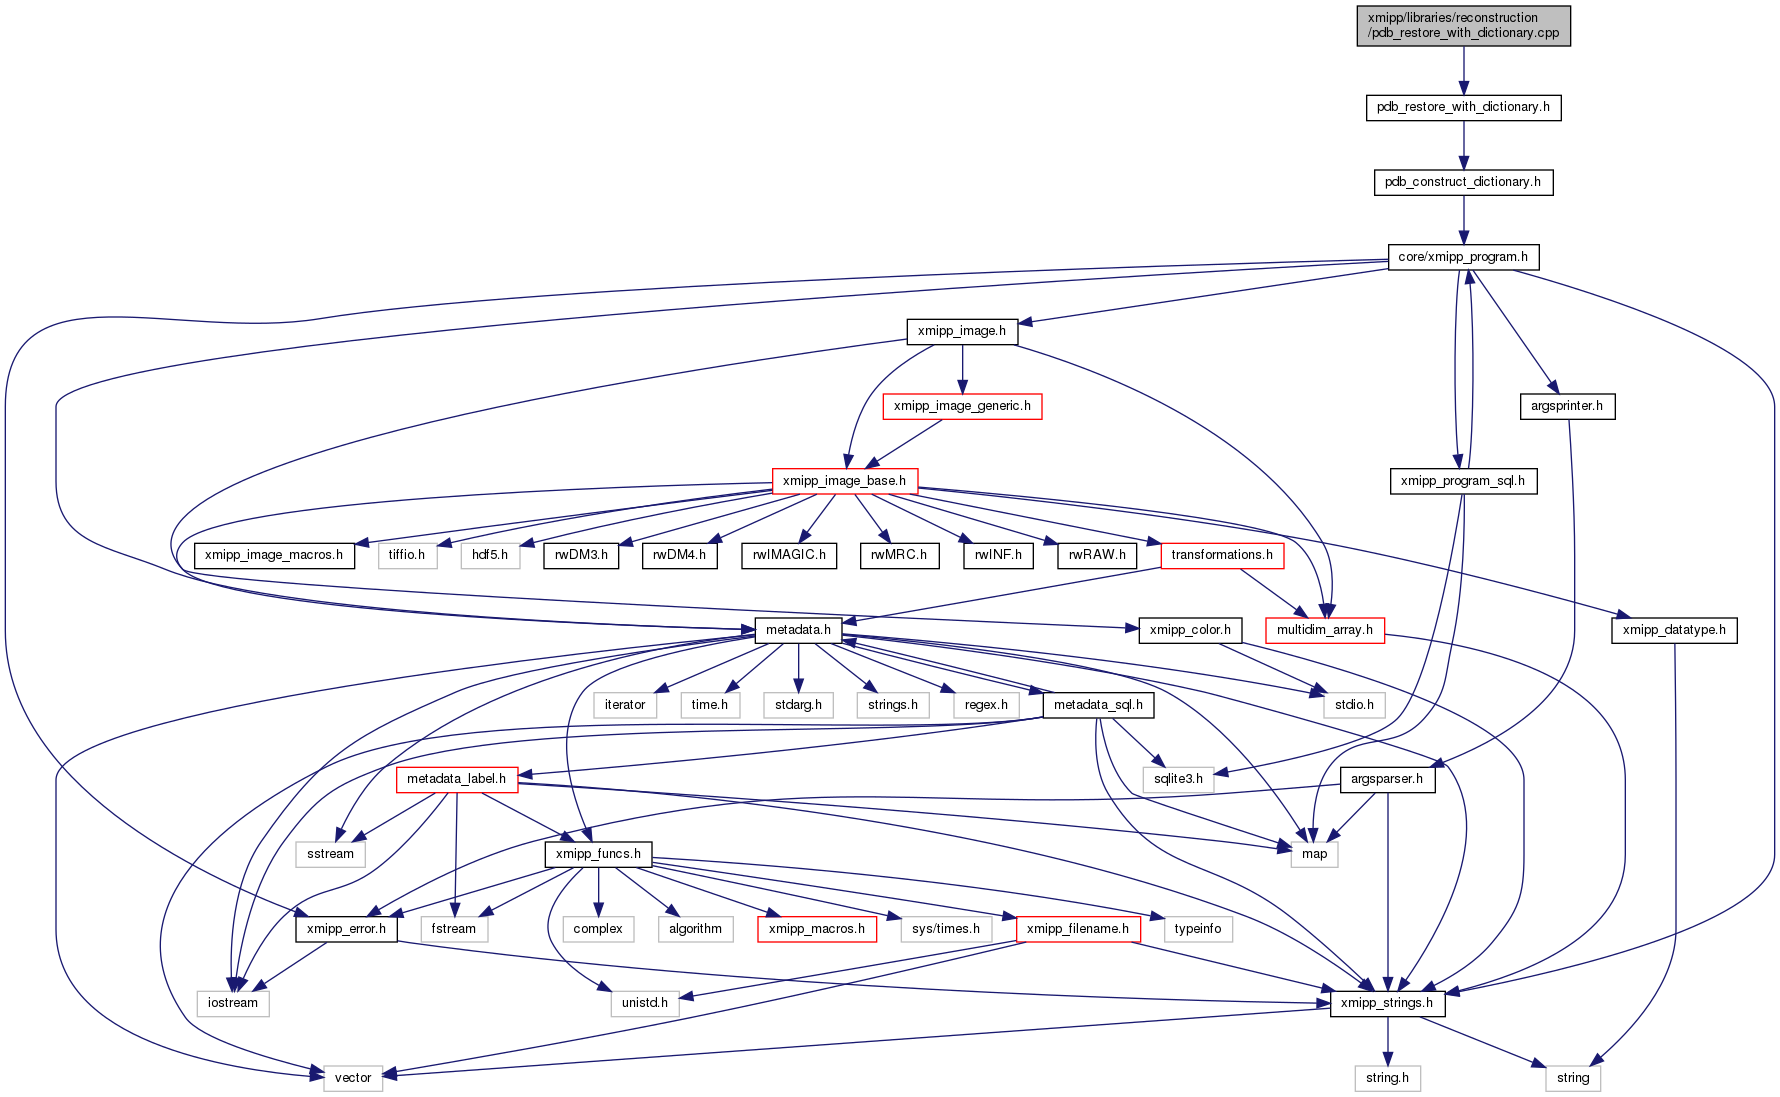 xmipp/libraries/reconstruction
/pdb_restore_with_dictionary.cpp
pdb_restore_with_dictionary.h
pdb_construct_dictionary.h
core/xmipp_program.h
xmipp_image.h
xmipp_image_generic.h
argsprinter.h
xmipp_image_base.h
xmipp_program_sql.h
xmipp_image_macros.h
tiffio.h
hdf5.h
rwDM3.h
rwDM4.h
rwIMAGIC.h
rwMRC.h
rwINF.h
rwRAW.h
transformations.h
metadata.h
xmipp_color.h
multidim_array.h
xmipp_datatype.h
iterator
time.h
stdarg.h
strings.h
regex.h
metadata_sql.h
stdio.h
metadata_label.h
sqlite3.h
argsparser.h
sstream
xmipp_funcs.h
map
xmipp_error.h
fstream
complex
algorithm
xmipp_macros.h
sys/times.h
xmipp_filename.h
typeinfo
iostream
unistd.h
xmipp_strings.h
vector
string.h
string